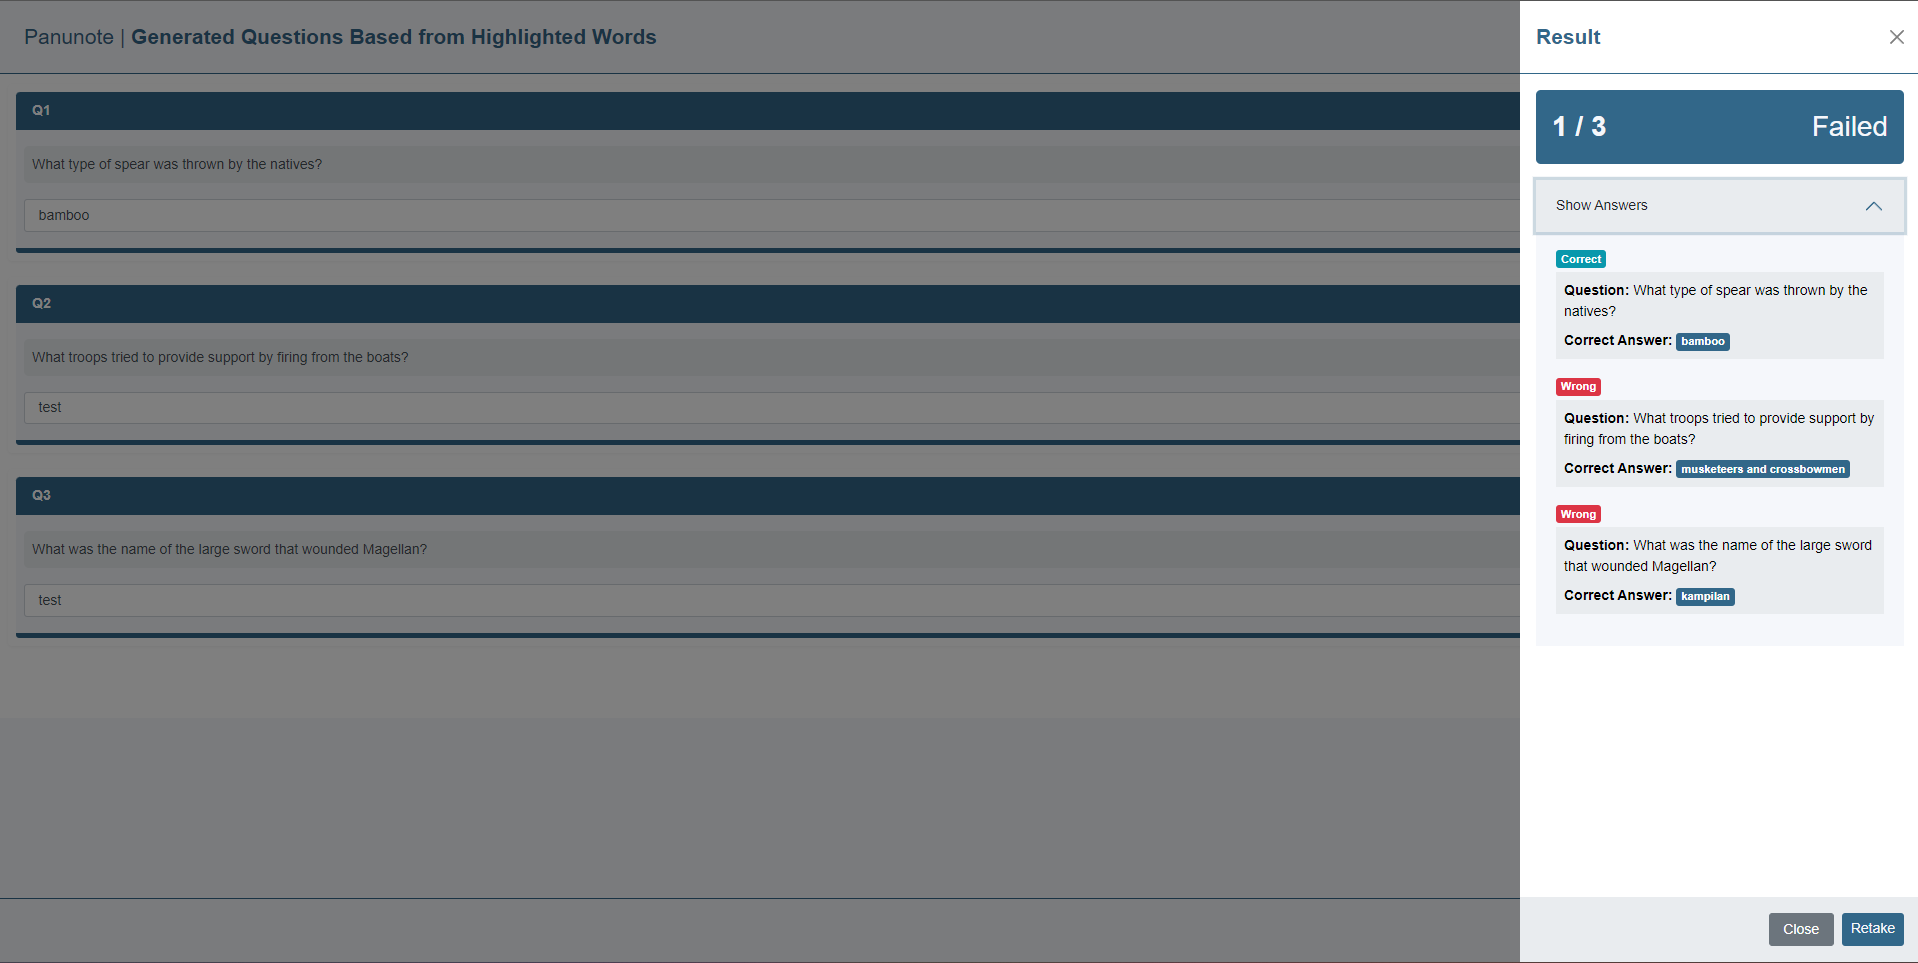 Panunote | Generated Questions Based from Highlighted Words
Q1
What type of spear was thrown by the natives?
bamboo
Q2
What troops tried to provide support by firing from the boats?
test
Q3
What was the name of the large sword that wounded Magellan?
test
Result
1 / 3 Failed
Show Answers
Correct
Question: What type of spear was thrown by the
natives?
Correct Answer: bamboo
Wrong
Question: What troops tried to provide support by
firing from the boats?
Correct Answer: musketeers and crossbowmen
Wrong
Question: What was the name of the large sword
that wounded Magellan?
Correct Answer: kampilan
Close Retake